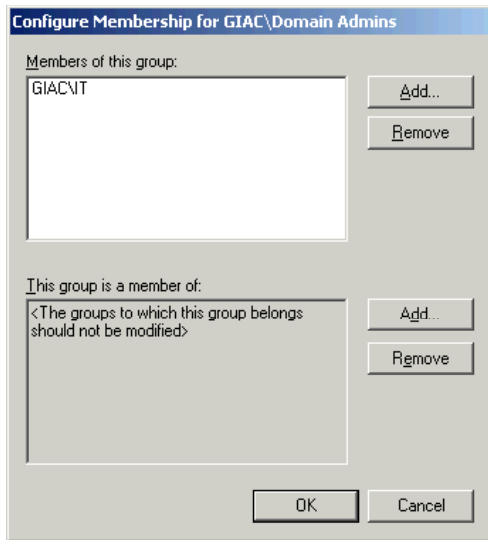 Configure Membership for GIAC\Domain Admins
Members of this group:
GIAC\IT
Add...
Remove
This group is a member of:
<The groups to which this group belongs
should not be modified>
Add...
Remove
OK
Cancel